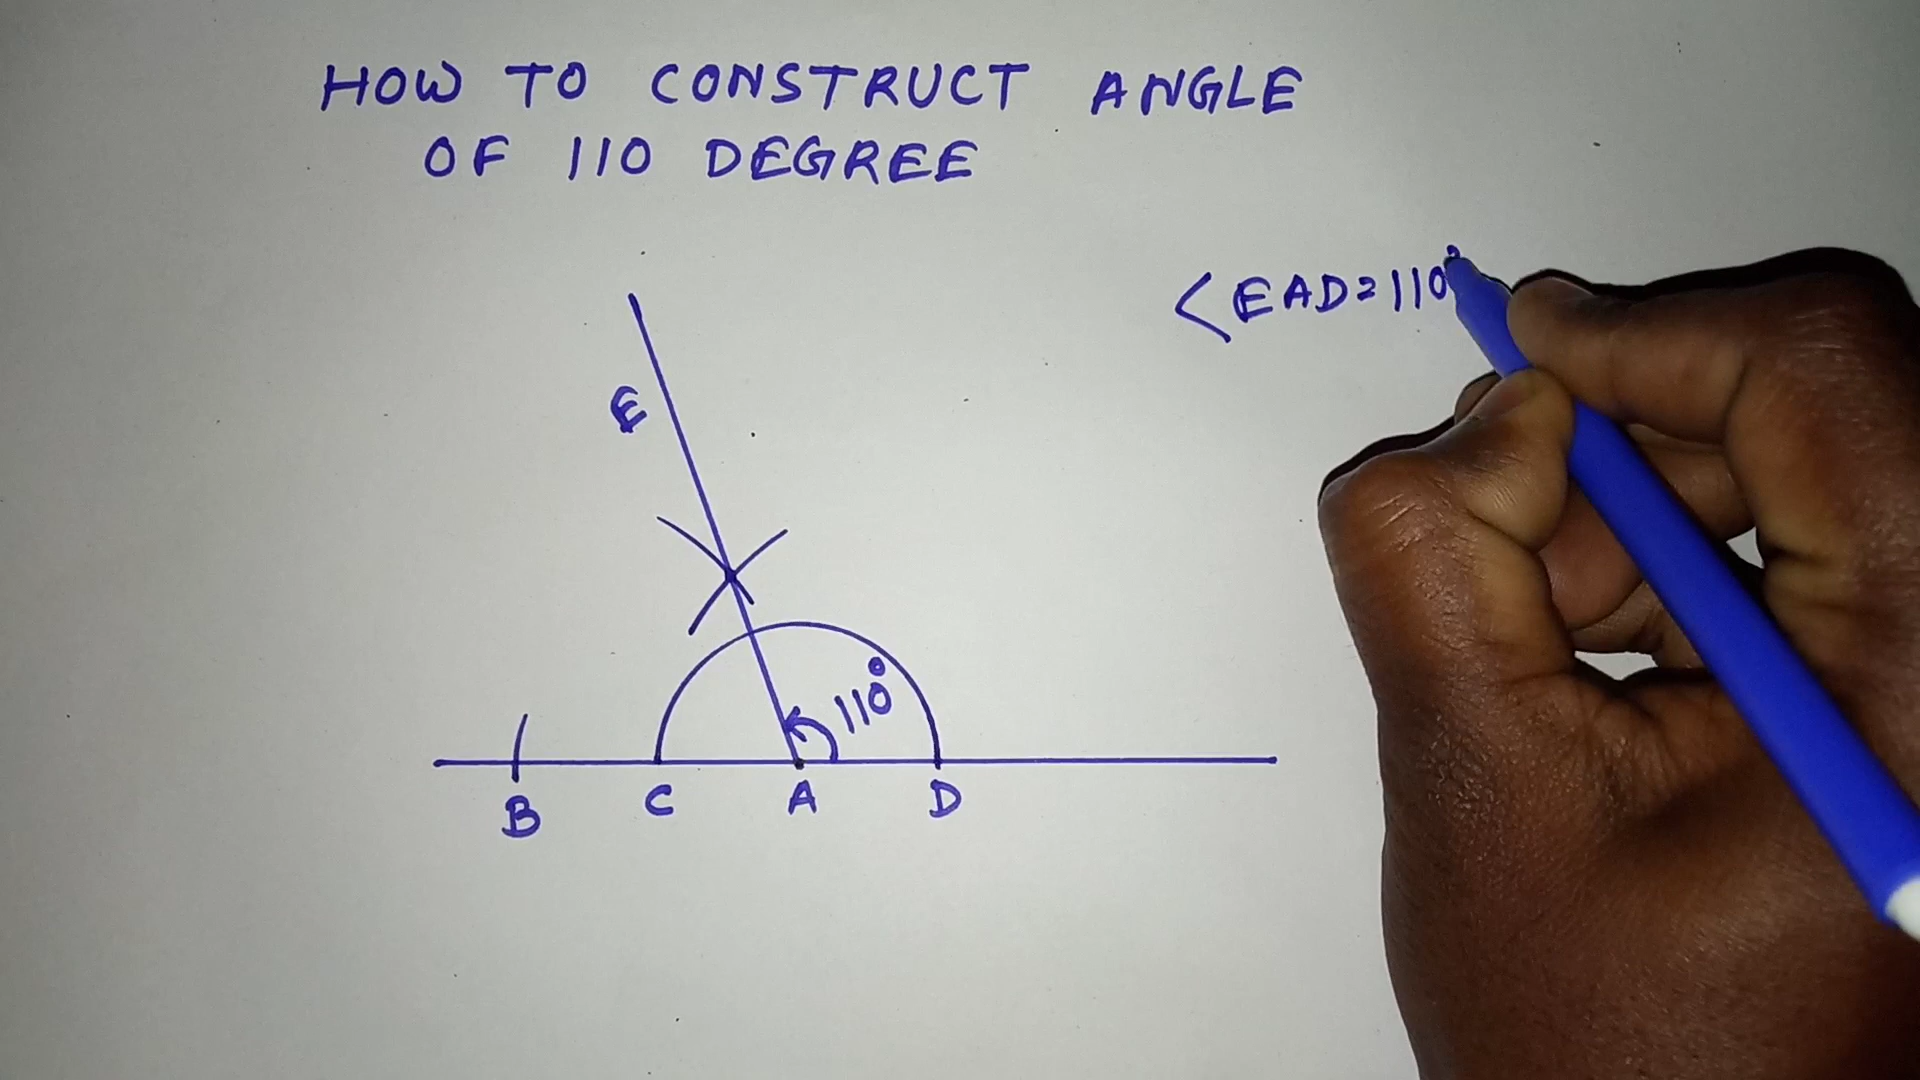 HOW TO CONSTRUCT ANGLE
OF 110 DEGREE
<EAD=110°
E
110°
B C A D